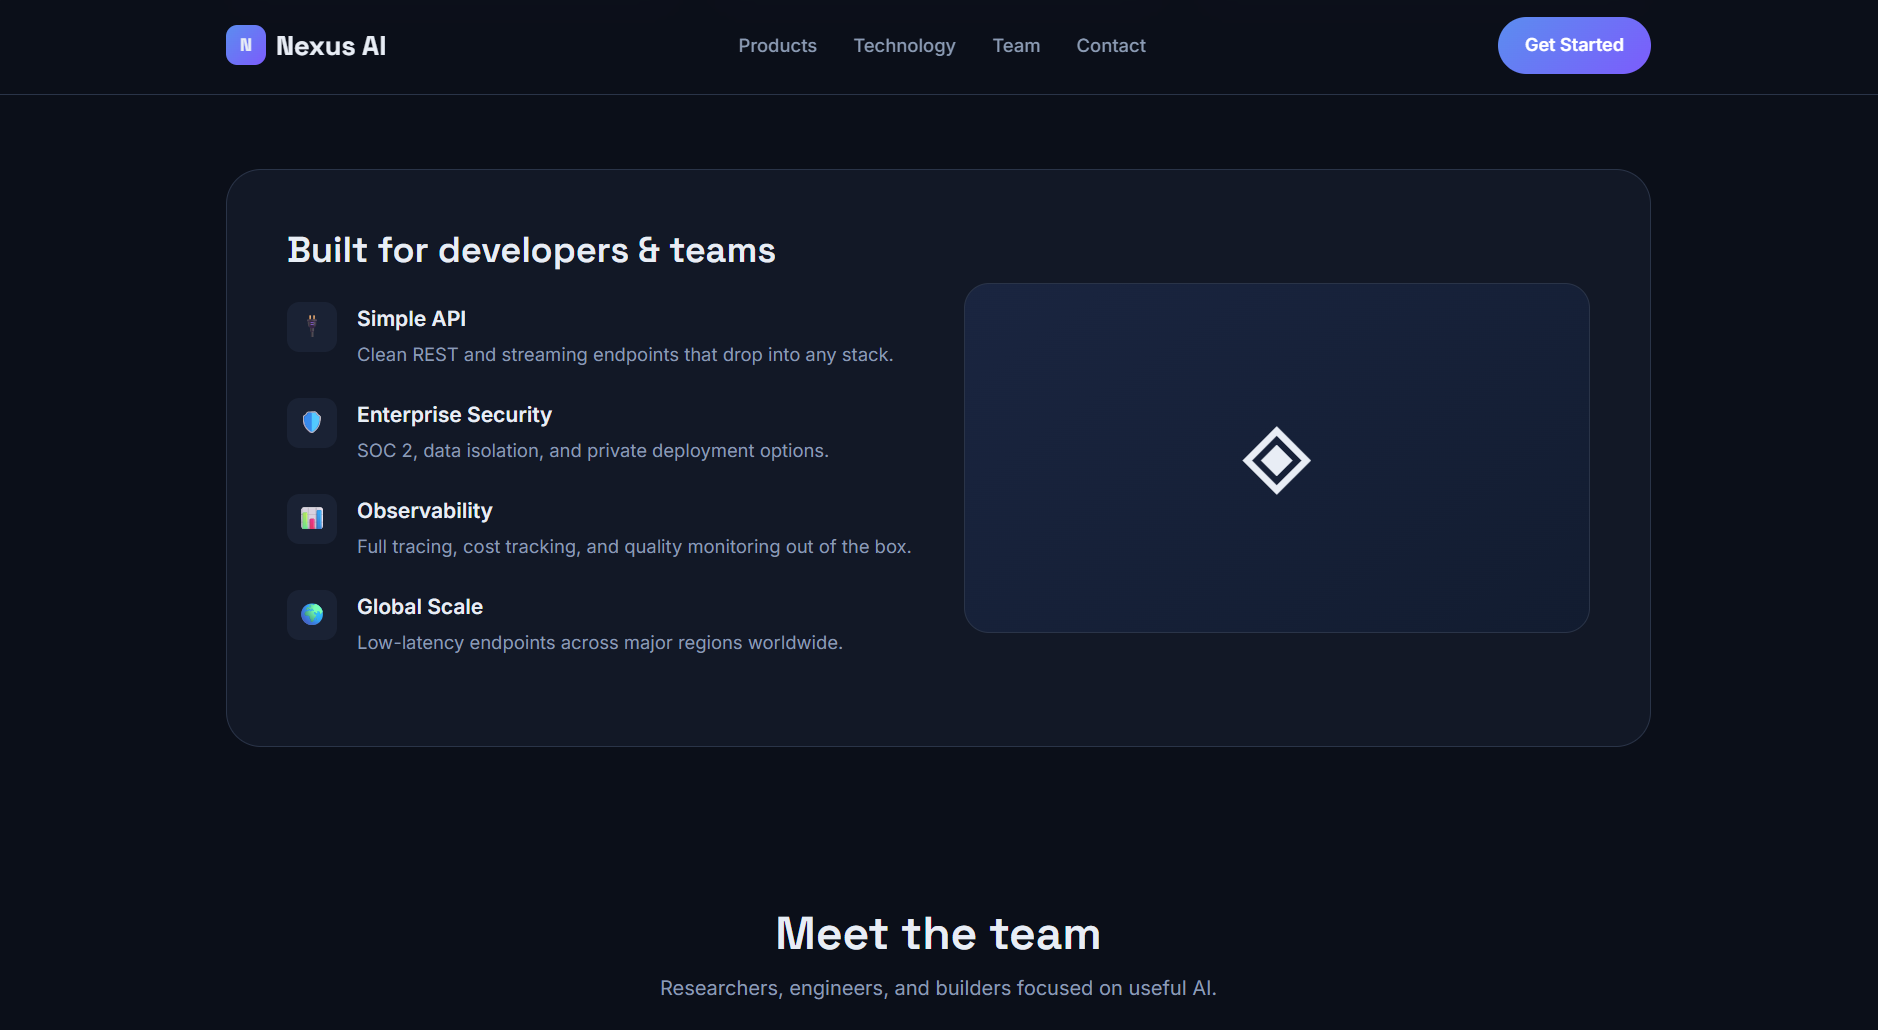 N Nexus AI
Products Technology Team Contact
Get Started
Built for developers & teams
Simple API
Clean REST and streaming endpoints that drop into any stack.
Enterprise Security
SOC 2, data isolation, and private deployment options.
Observability
Full tracing, cost tracking, and quality monitoring out of the box.
Global Scale
Low-latency endpoints across major regions worldwide.
Meet the team
Researchers, engineers, and builders focused on useful AI.